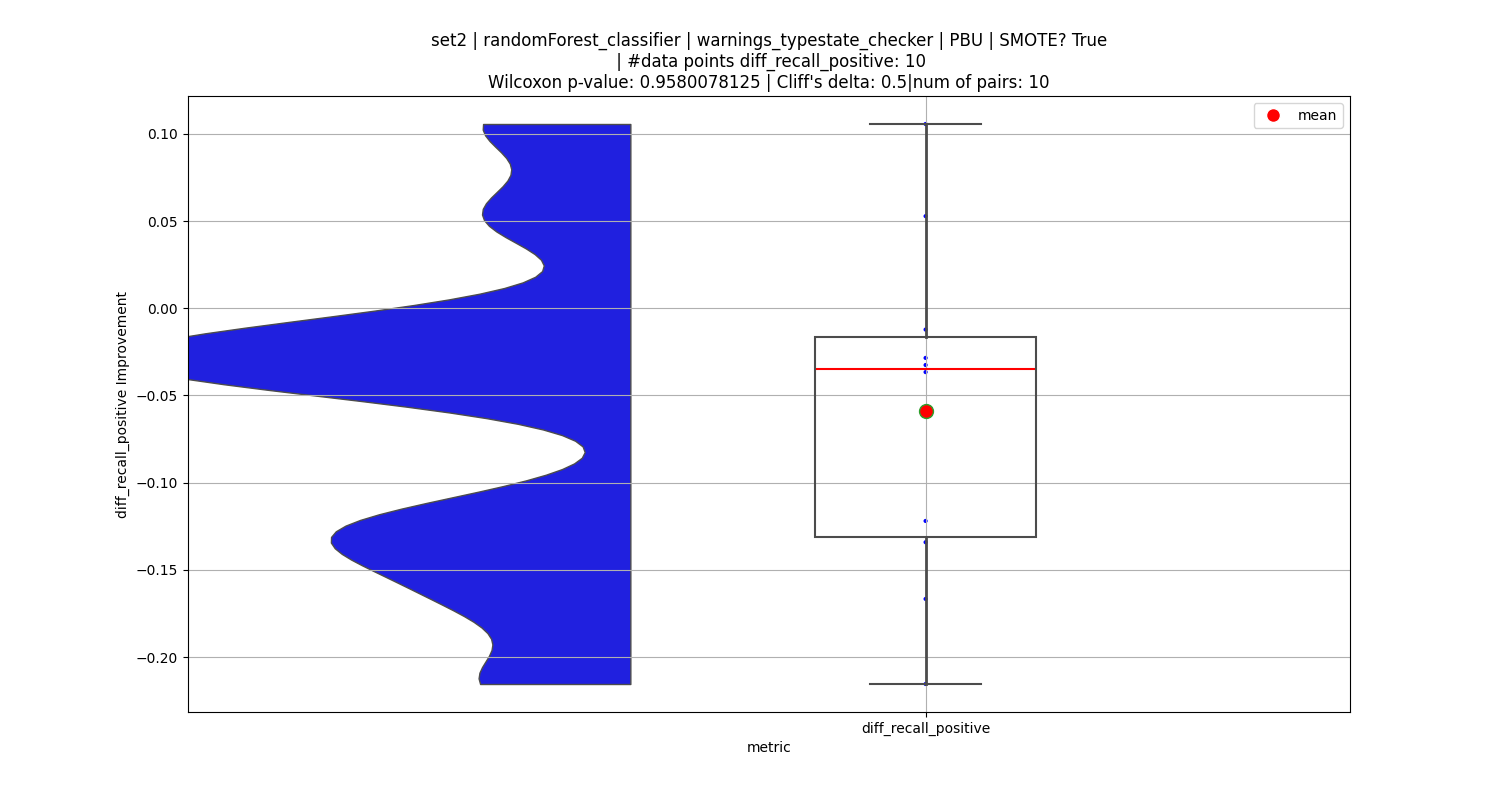 set2 | randomForest_classifier | warnings_typestate_checker | PBU | SMOTE? True
| #data points diff_recall_positive: 10
Wilcoxon p-value: 0.9580078125 | Cliff's delta: 0.5|num of pairs: 10
mean
0.10
0.05
0.00
−0.05
−0.10
−0.15
−0.20
diff_recall_positive Improvement
diff_recall_positive
metric